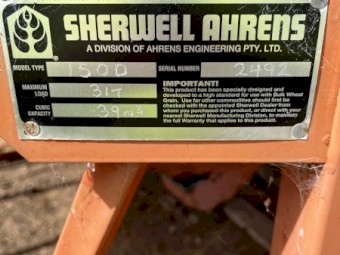 SHERWELL AHRENS
A DIVISION OF AHRENS ENGINEERING PTY. LTD.
MODEL TYPE 150D SERIAL NUMBER
MAXIMUM LOAD 31T
CUBIC CAPACITY 39m³
IMPORTANT!
This product has been specially designed and
developed to a high standard for use with Bulk Wheat
Grain. Use for other commodities should first be
checked with the appointed Sherwell Dealer from
whom you purchased this product, or direct with your
nearest Sherwell Manufacturing Division, to maintain
the full Warranty that applies to this product.